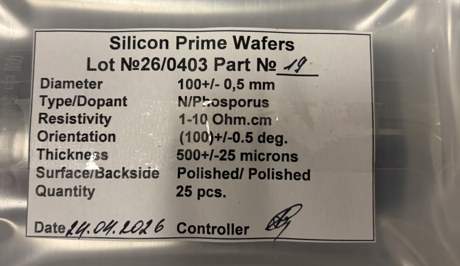 Silicon Prime Wafers
Lot №26/0403 Part № 19
Diameter 100+/- 0,5 mm
Type/Dopant N/Phosporus
Resistivity 1-10 Ohm.cm
Orientation (100)+/-0.5 deg.
Thickness 500+/-25 microns
Surface/Backside Polished/ Polished
Quantity 25 pcs.
Date 24.04.2026 Controller